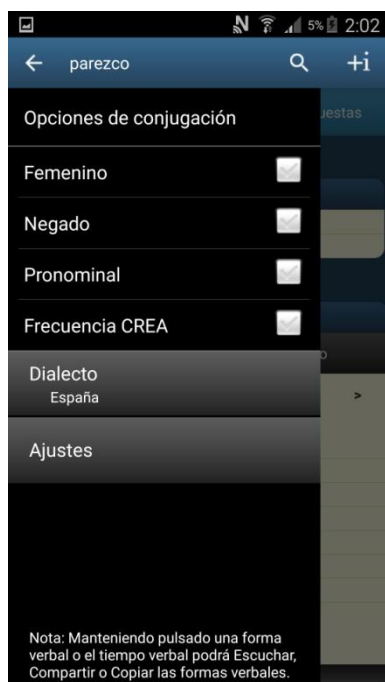 5% 2:02
parezco +i
Opciones de conjugación
uestas
Femenino
Negado
Pronominal
Frecuencia CREA
o
Dialecto
España
>
Ajustes
Nota: Manteniendo pulsado una forma
verbal o el tiempo verbal podrá Escuchar,
Compartir o Copiar las formas verbales.